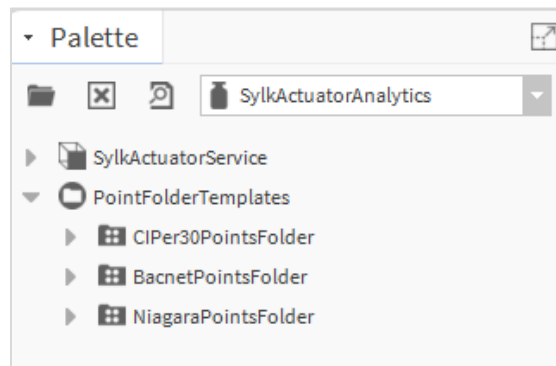 Palette
SylkActuatorAnalytics
SylkActuatorService
PointFolderTemplates
CIPer30PointsFolder
BacnetPointsFolder
NiagaraPointsFolder